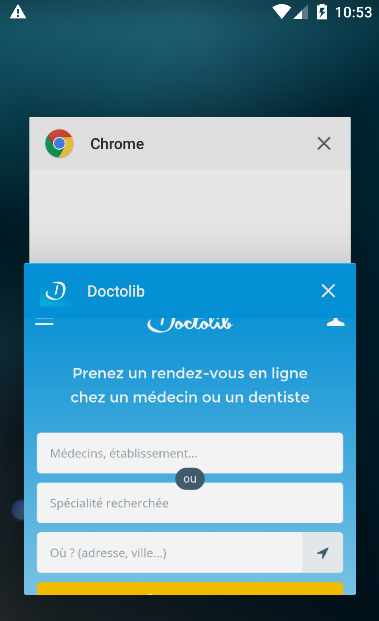 10:53
Chrome
Doctolib
Doctolib
Prenez un rendez-vous en ligne
chez un médecin ou un dentiste
Médecins, établissement...
ou
Spécialité recherchée
Où ? (adresse, ville...)